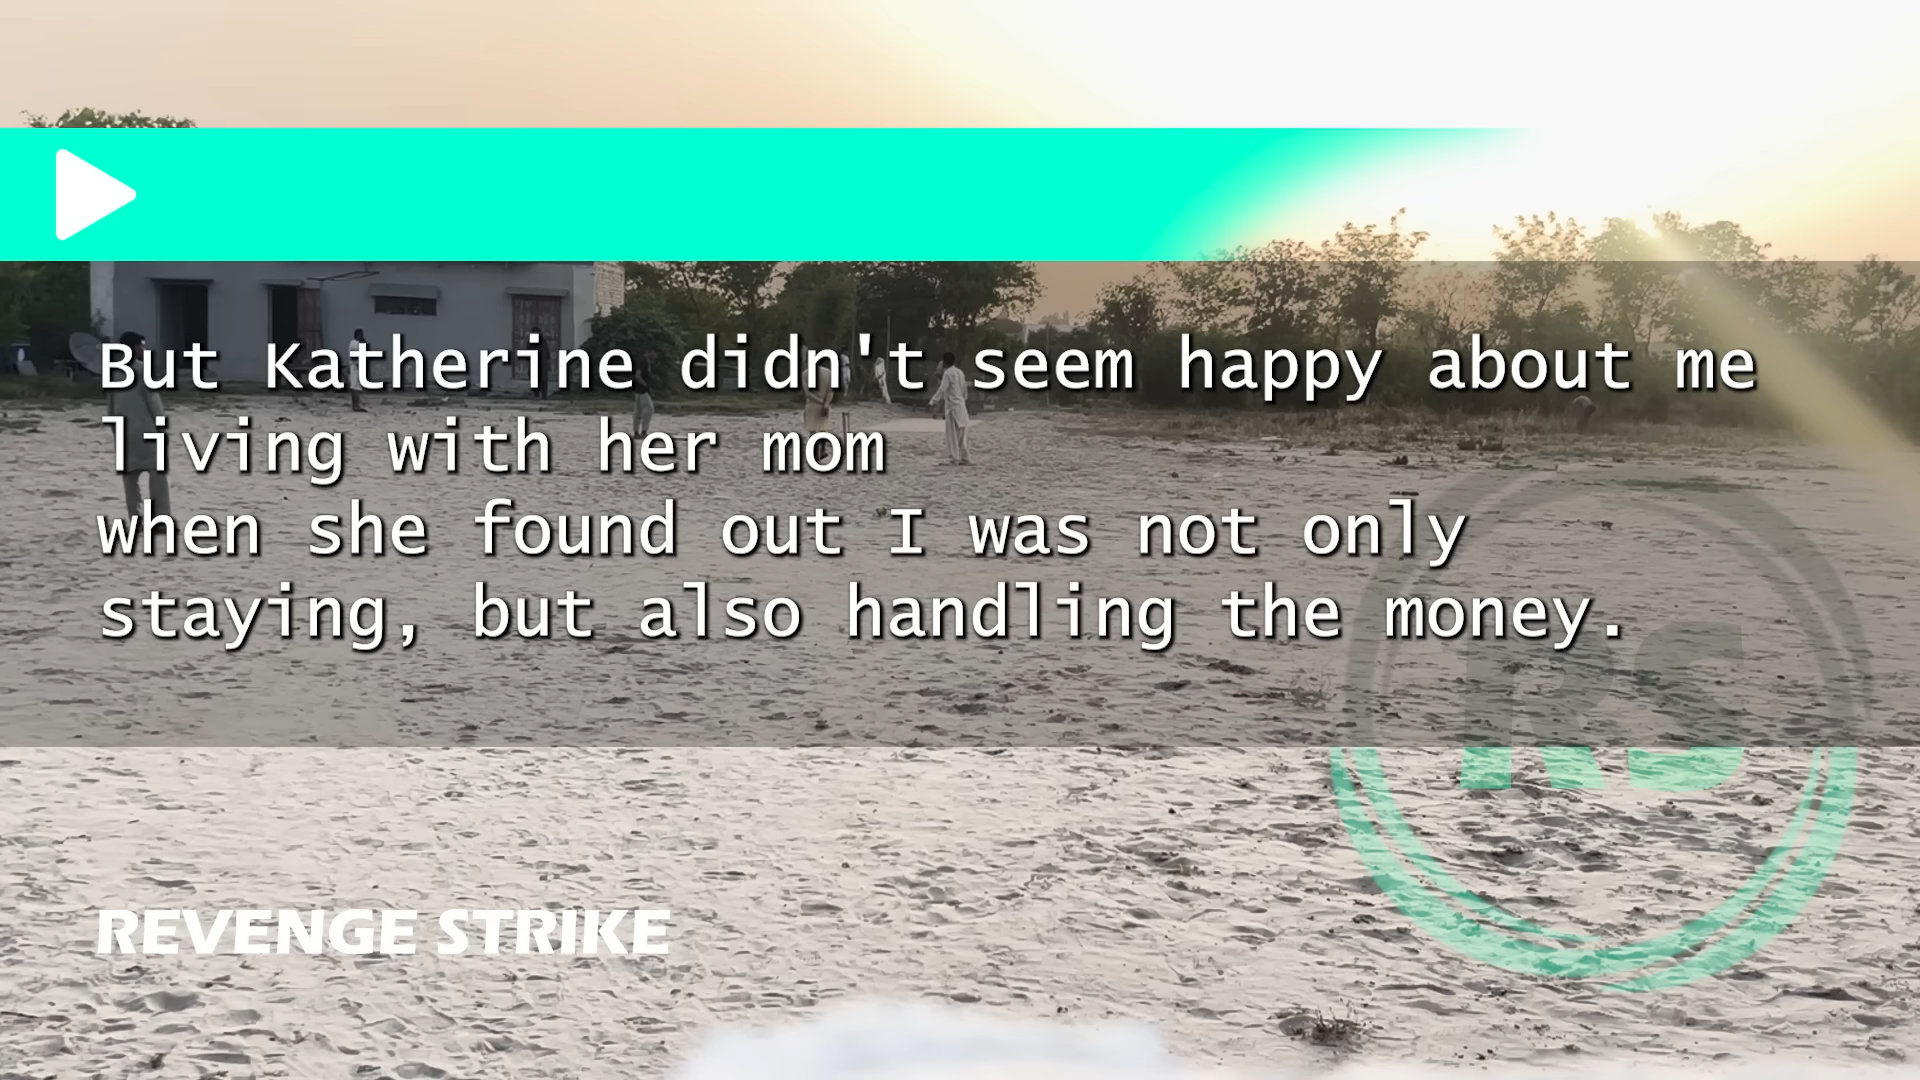 But Katherine didn't seem happy about me
living with her mom
when she found out I was not only
staying, but also handling the money.
RS
REVENGE STRIKE